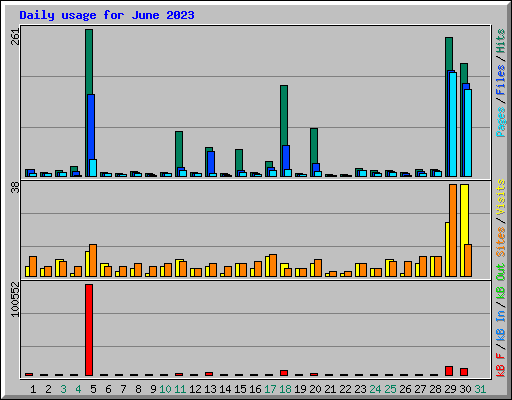 Daily usage for June 2023
261
38
100552
Pages / Files / Hits
Sites / Visits
kB F / kB In / kB Out
1 2 3 4 5 6 7 8 9 10 11 12 13 14 15 16 17 18 19 20 21 22 23 24 25 26 27 28 29 30 31